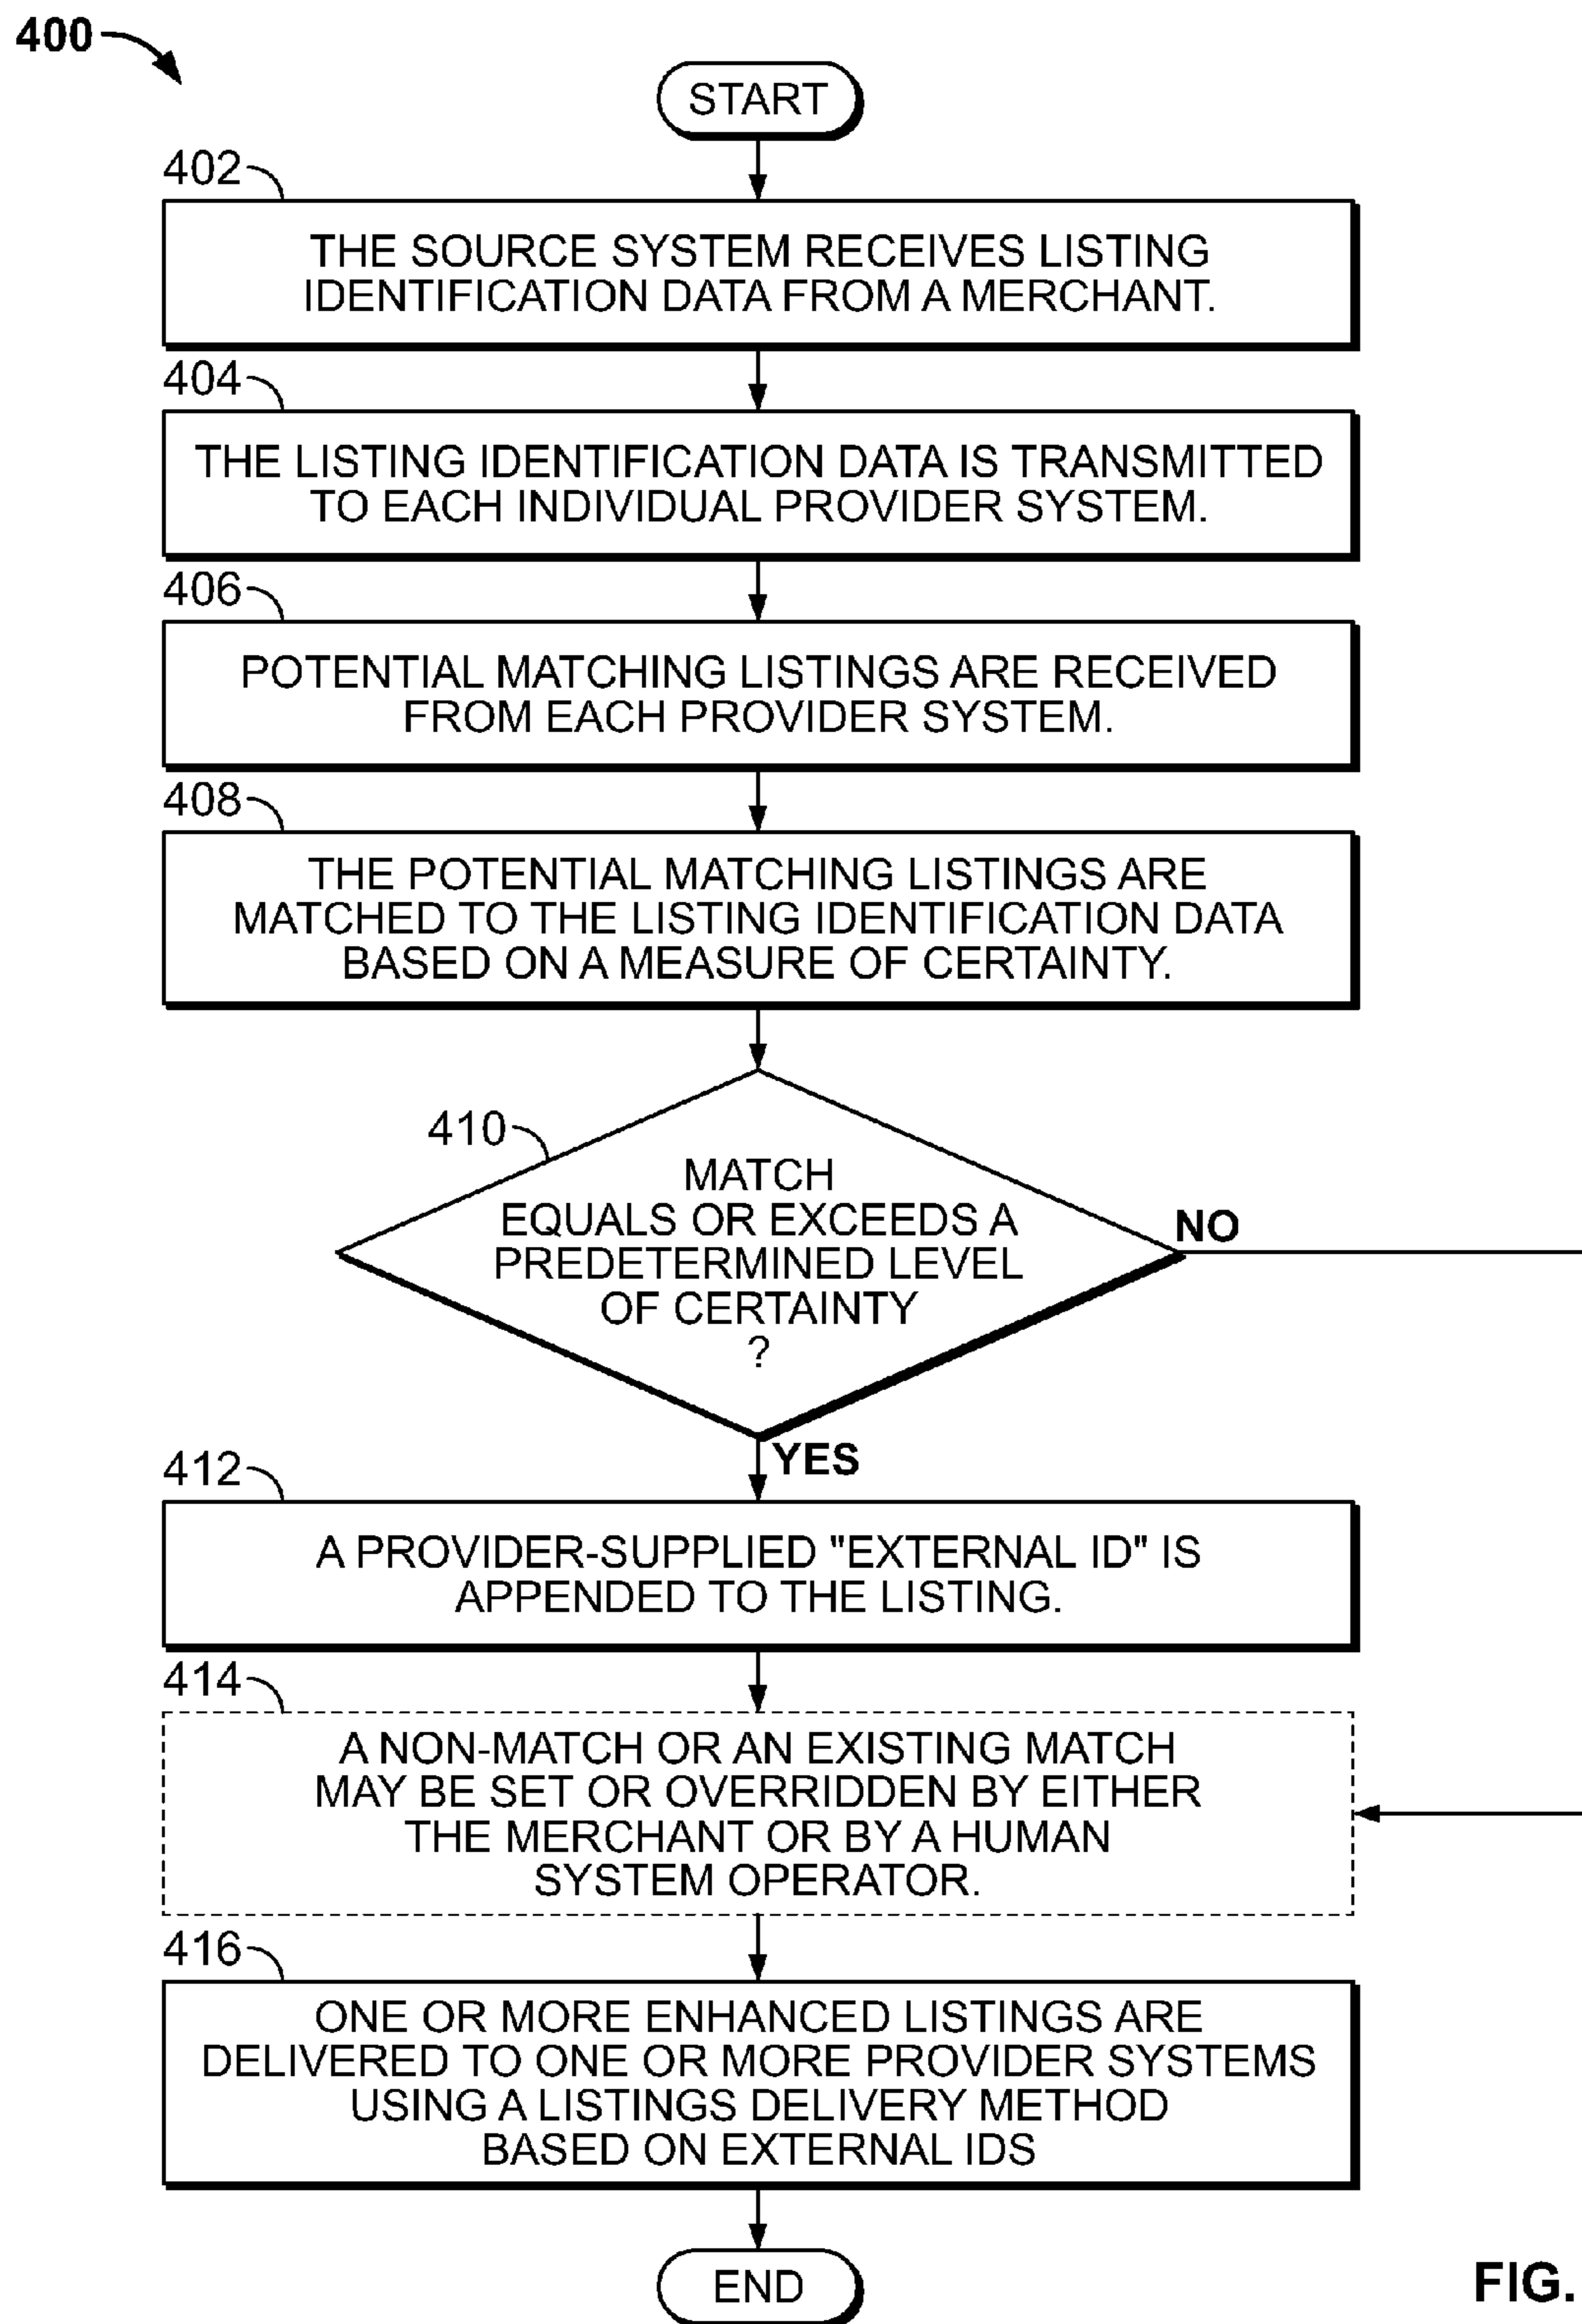 400
START
402
THE SOURCE SYSTEM RECEIVES LISTING
IDENTIFICATION DATA FROM A MERCHANT.
404
THE LISTING IDENTIFICATION DATA IS TRANSMITTED
TO EACH INDIVIDUAL PROVIDER SYSTEM.
406
POTENTIAL MATCHING LISTINGS ARE RECEIVED
FROM EACH PROVIDER SYSTEM.
408
THE POTENTIAL MATCHING LISTINGS ARE
MATCHED TO THE LISTING IDENTIFICATION DATA
BASED ON A MEASURE OF CERTAINTY.
410
MATCH
EQUALS OR EXCEEDS A
PREDETERMINED LEVEL
OF CERTAINTY
?
NO
YES
412
A PROVIDER-SUPPLIED "EXTERNAL ID" IS
APPENDED TO THE LISTING.
414
A NON-MATCH OR AN EXISTING MATCH
MAY BE SET OR OVERRIDDEN BY EITHER
THE MERCHANT OR BY A HUMAN
SYSTEM OPERATOR.
416
ONE OR MORE ENHANCED LISTINGS ARE
DELIVERED TO ONE OR MORE PROVIDER SYSTEMS
USING A LISTINGS DELIVERY METHOD
BASED ON EXTERNAL IDS
END
FIG.